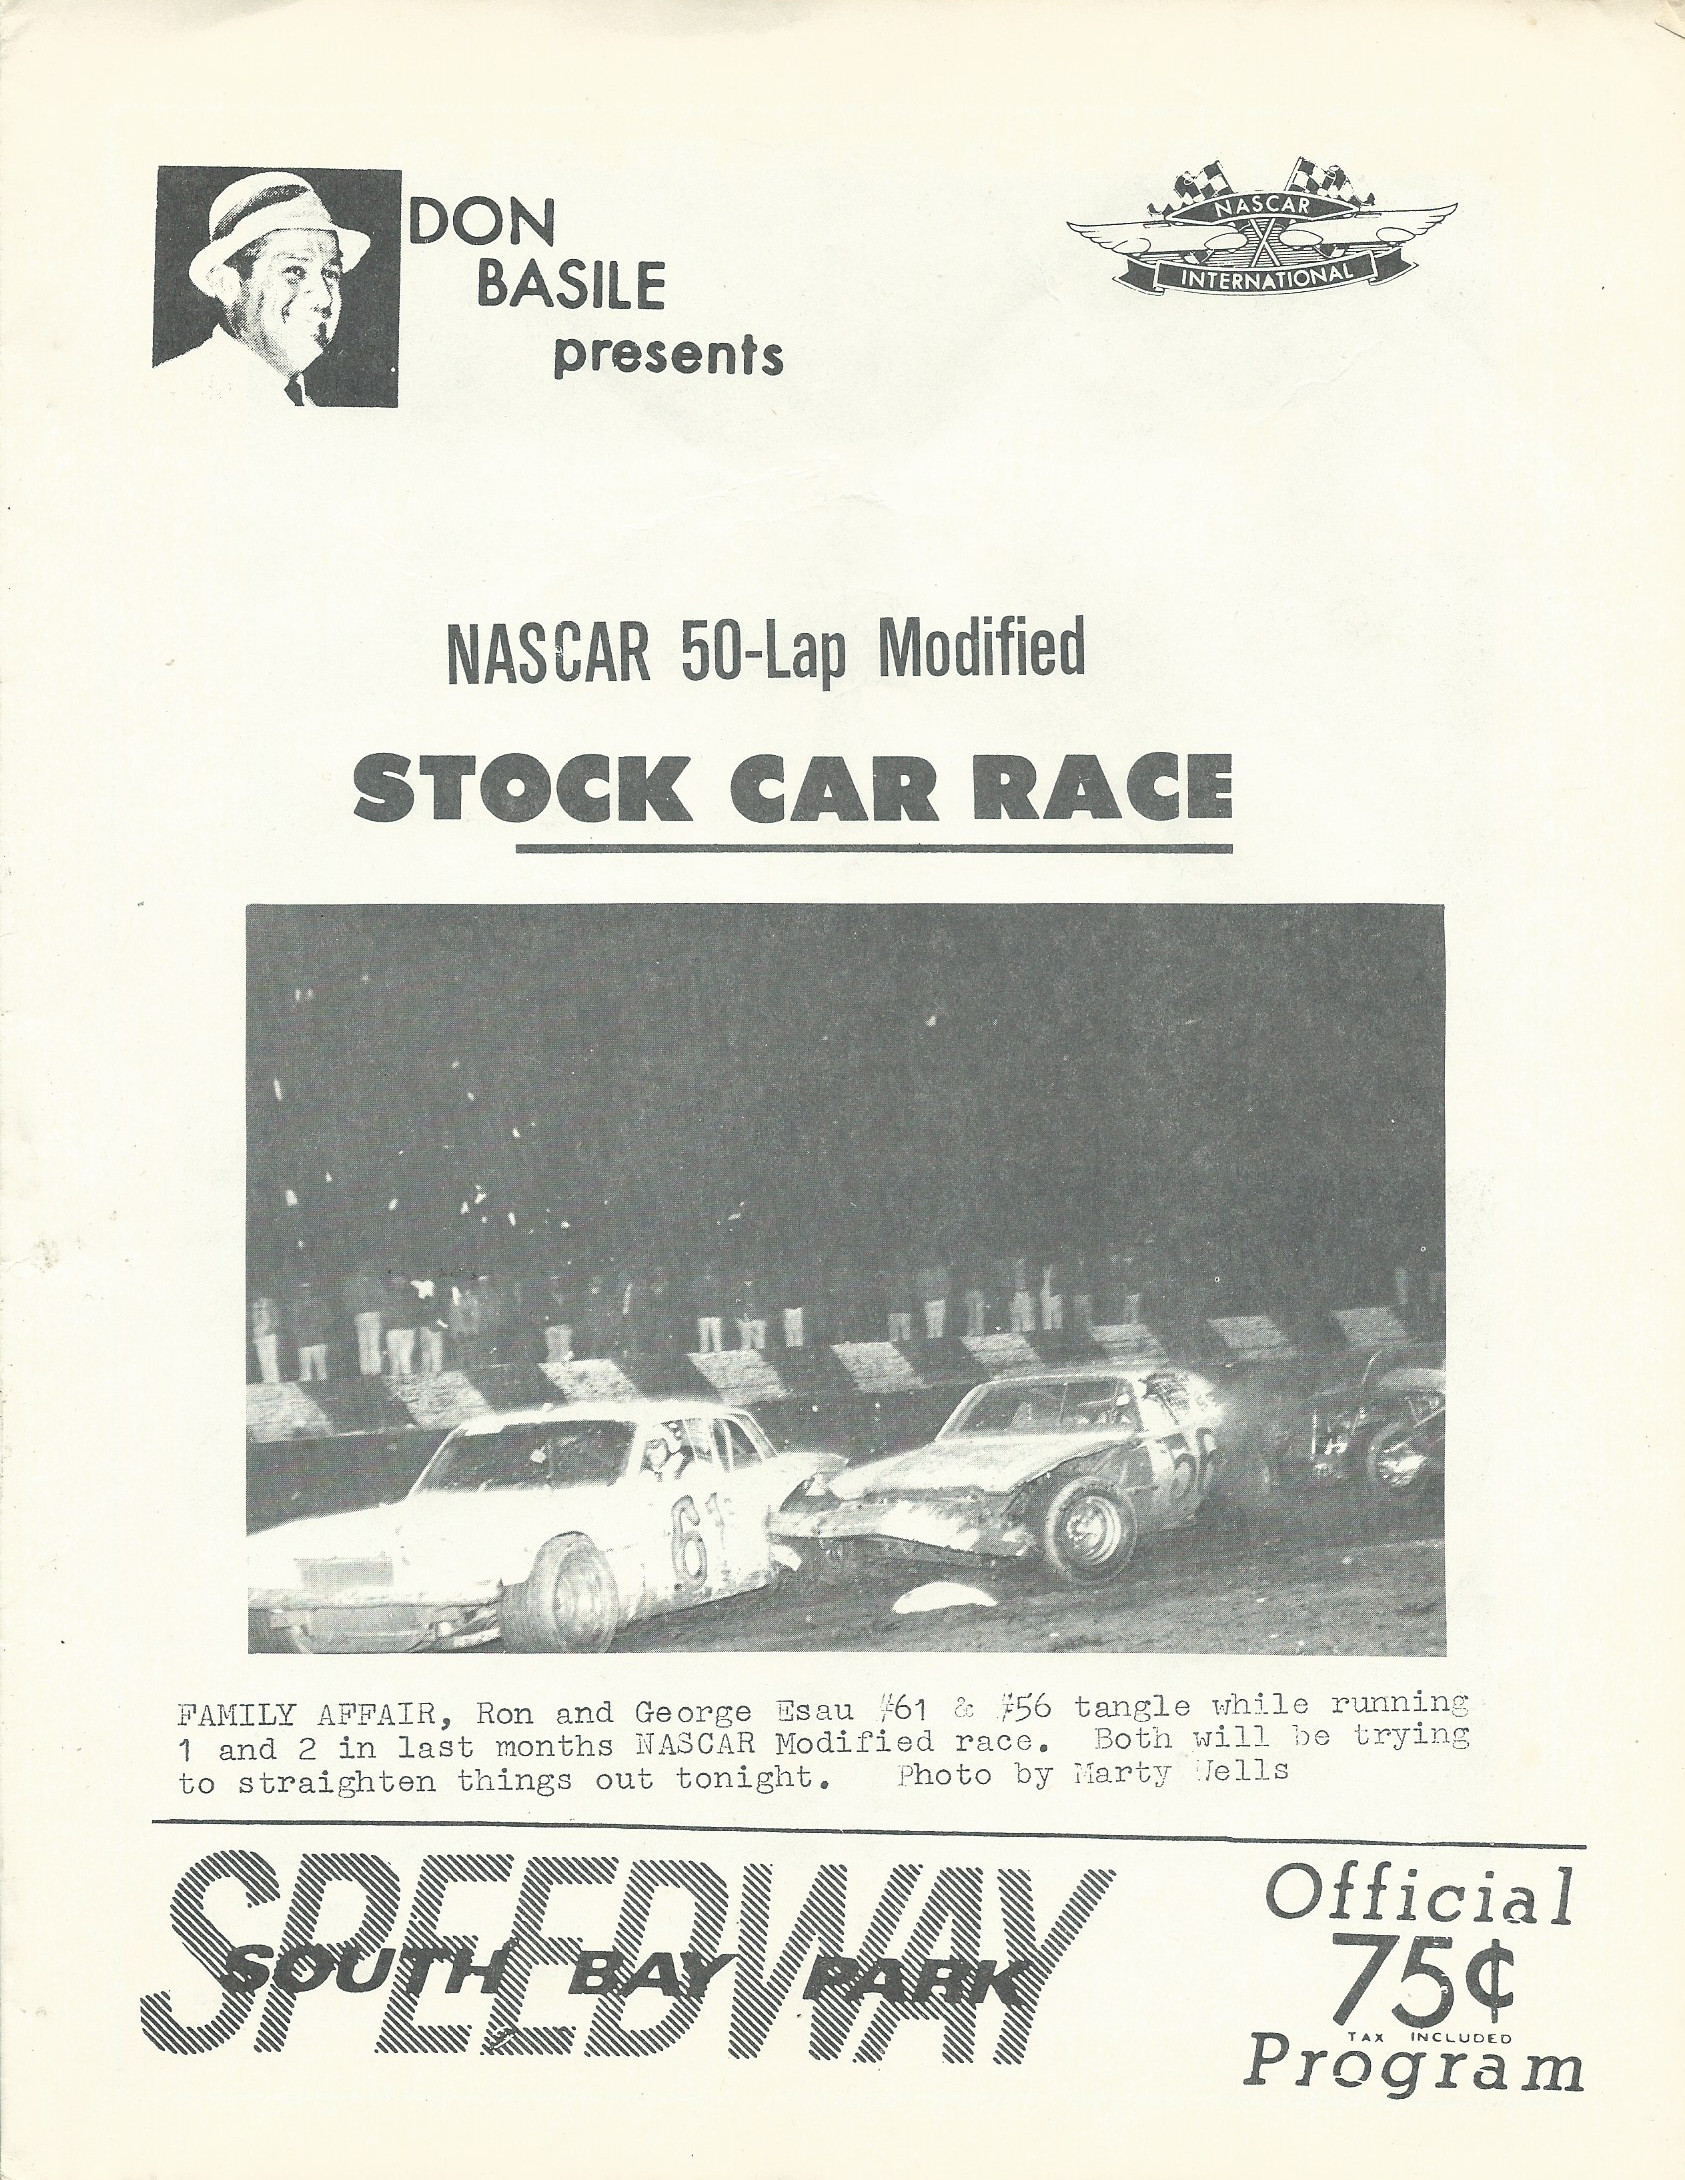 DON
BASILE
presents
NASCAR
INTERNATIONAL
NASCAR 50-Lap Modified
STOCK CAR RACE
61
56
FAMILY AFFAIR, Ron and George Esau #61 & #56 tangle while running
1 and 2 in last months NASCAR Modified race. Both will be trying
to straighten things out tonight. Photo by Marty Wells
SPEEDWAY
SOUTH BAY PARK
Official
75¢
TAX INCLUDED
Program